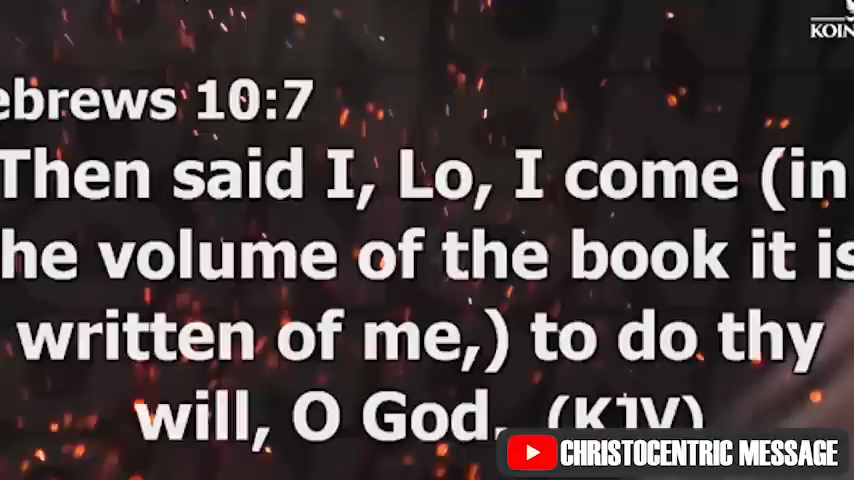 KOIN
ebrews 10:7
Then said I, Lo, I come (in
he volume of the book it is
written of me,) to do thy
will, O God. (KJV)
CHRISTOCENTRIC MESSAGE